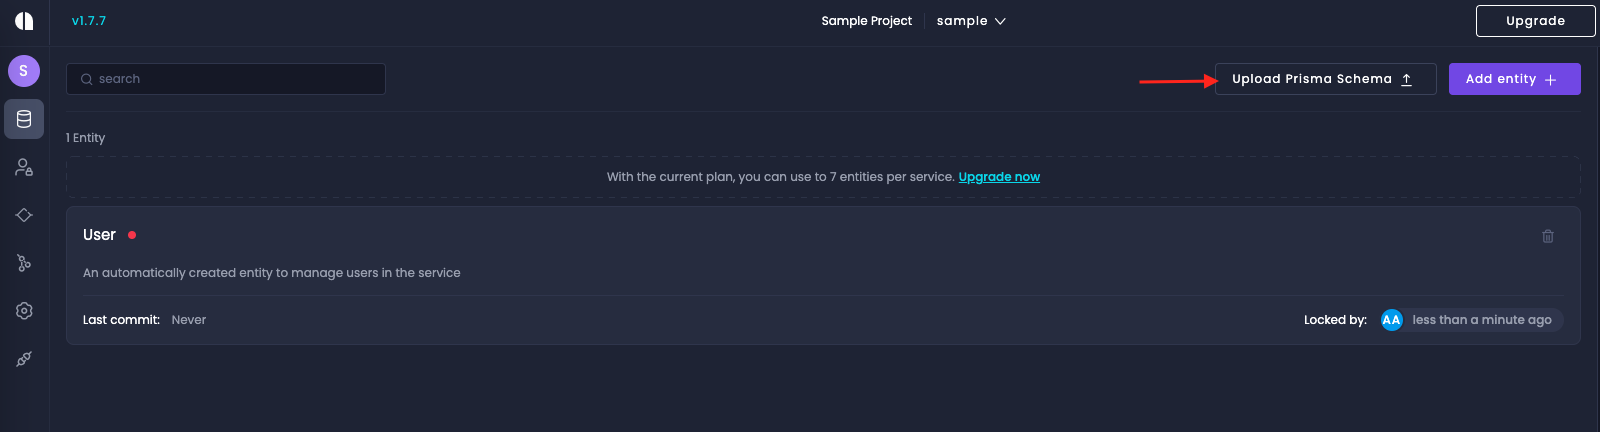 v1.7.7
Sample Project sample
Upgrade
S
search
Upload Prisma Schema
Add entity
1 Entity
With the current plan, you can use to 7 entities per service. Upgrade now
User
An automatically created entity to manage users in the service
Last commit: Never
Locked by: AA less than a minute ago